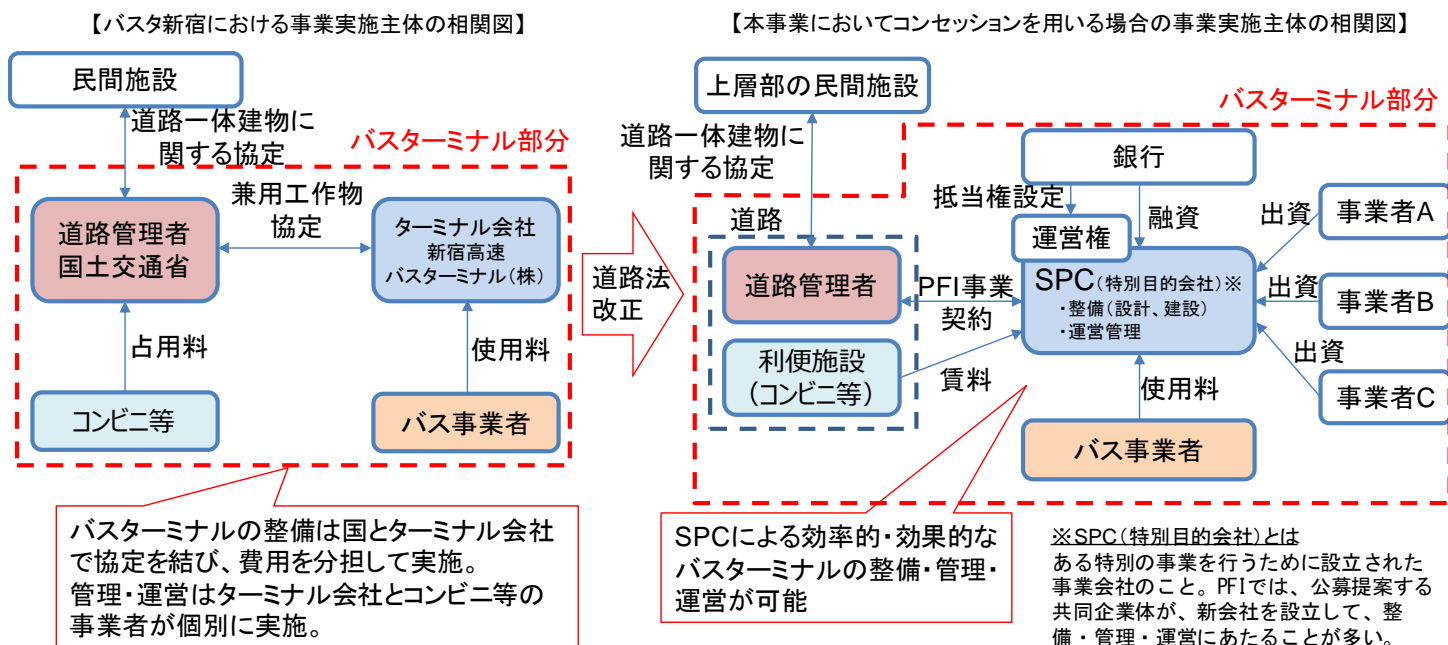 【バスタ新宿における事業実施主体の相関図】
民間施設
道路一体建物に
関する協定
バスターミナル部分
道路管理者
国土交通省
兼用工作物
協定
ターミナル会社
新宿高速
バスターミナル(株)
占用料
使用料
コンビニ等
バス事業者
バスターミナルの整備は国とターミナル会社
で協定を結び、費用を分担して実施。
管理・運営はターミナル会社とコンビニ等の
事業者が個別に実施。
道路法
改正
【本事業においてコンセッションを用いる場合の事業実施主体の相関図】
上層部の民間施設
バスターミナル部分
道路一体建物に
関する協定
銀行
抵当権設定
融資
運営権
道路
道路管理者
PFI事業
契約
SPC(特別目的会社)※
・整備(設計、建設)
・運営管理
出資
事業者A
出資
事業者B
出資
事業者C
利便施設
(コンビニ等)
賃料
使用料
バス事業者
SPCによる効率的・効果的な
バスターミナルの整備・管理・
運営が可能
※SPC(特別目的会社)とは
ある特別の事業を行うために設立された
事業会社のこと。PFIでは、公募提案する
共同企業体が、新会社を設立して、整
備・管理・運営にあたることが多い。